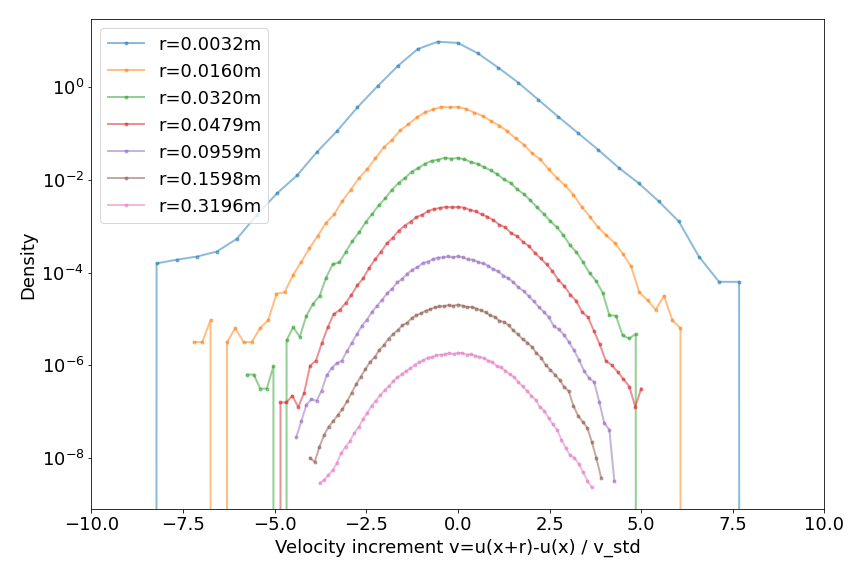 r=0.0032m
r=0.0160m
r=0.0320m
r=0.0479m
r=0.0959m
r=0.1598m
r=0.3196m
10^0
10^−2
10^−4
10^−6
10^−8
Density
−10.0 −7.5 −5.0 −2.5 0.0 2.5 5.0 7.5 10.0
Velocity increment v=u(x+r)-u(x) / v_std